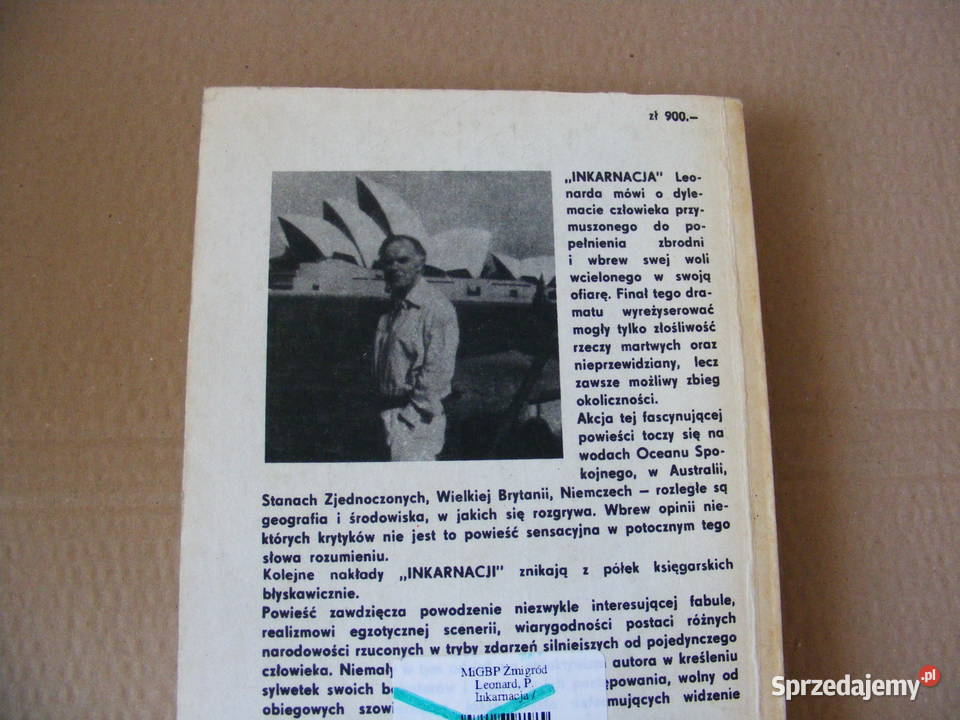 zł 900.—
„INKARNACJA" Leo-
narda mówi o dyle-
macie człowieka przy-
muszonego do po-
pełnienia zbrodni
i wbrew swej woli
wcielonego w swoją
ofiarę. Finał tego dra-
matu wyreżyserować
mogły tylko złośliwość
rzeczy martwych oraz
nieprzewidziany, lecz
zawsze możliwy zbieg
okoliczności.
Akcja tej fascynującej
powieści toczy się na
wodach Oceanu Spo-
kojnego, w Australii,
Stanach Zjednoczonych, Wielkiej Brytanii, Niemczech — rozległe są
geografia i środowiska, w jakich się rozgrywa. Wbrew opinii nie-
których krytyków nie jest to powieść sensacyjna w potocznym tego
słowa rozumieniu.
Kolejne nakłady „INKARNACJI" znikają z półek księgarskich
błyskawicznie.
Powieść zawdzięcza powodzenie niezwykle interesującej fabule,
realizmowi egzotycznej scenerii, wiarygodności postaci różnych
narodowości rzuconych w tryby zdarzeń silniejszych od pojedynczego
człowieka. Niemały autora w kreśleniu
sylwetek swoich wolny od
obiegowych widzenie
MiGBP Żmigród
Leonard, P.
Inkarnacja /
Sprzedajemy.pl